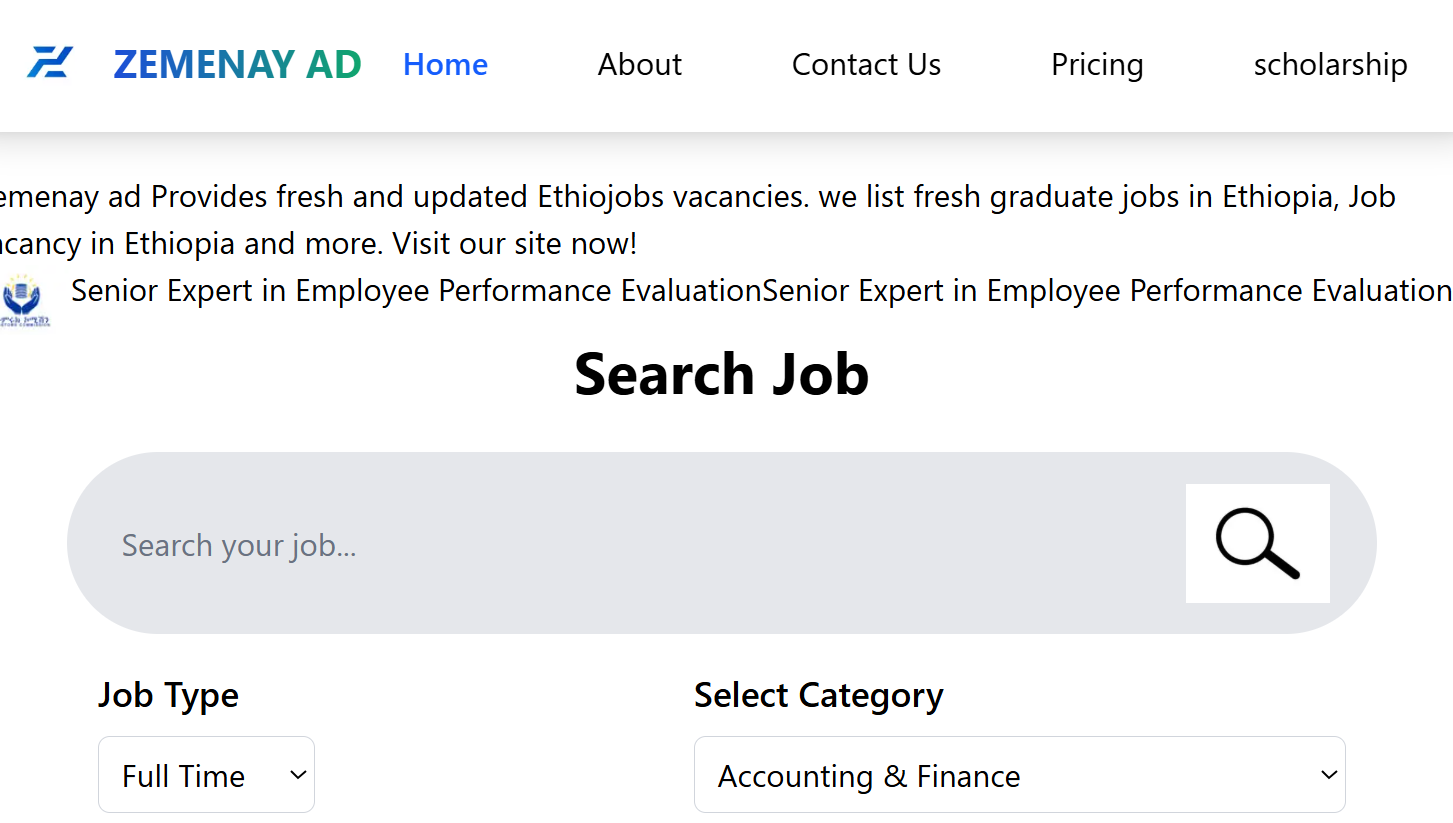 ZEMENAY AD Home About Contact Us Pricing scholarship
emenay ad Provides fresh and updated Ethiojobs vacancies. we list fresh graduate jobs in Ethiopia, Job
cancy in Ethiopia and more. Visit our site now!
Senior Expert in Employee Performance EvaluationSenior Expert in Employee Performance Evaluation
Search Job
Search your job...
Job Type Select Category
Full Time Accounting & Finance